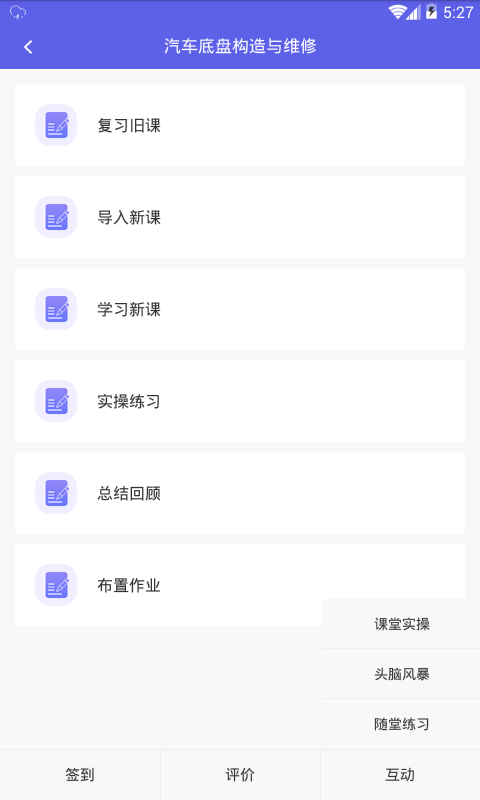 5:27
汽车底盘构造与维修
复习旧课
导入新课
学习新课
实操练习
总结回顾
布置作业
课堂实操
头脑风暴
随堂练习
签到
评价
互动